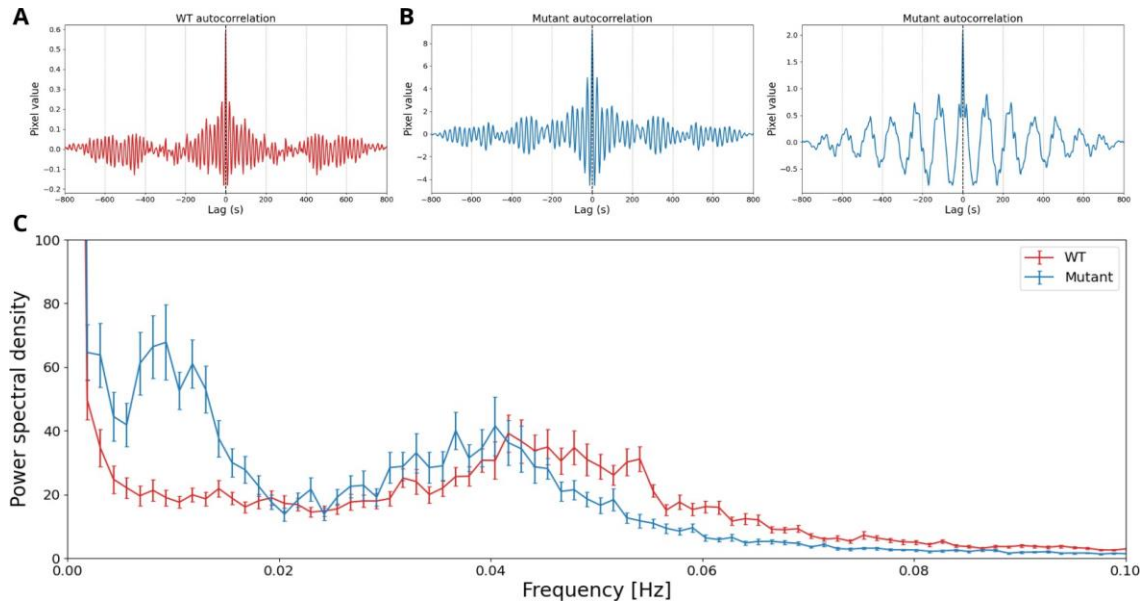 A
WT autocorrelation
Pixel value
0.6
0.5
0.4
0.3
0.2
0.1
0.0
−0.1
−0.2
−800 −600 −400 −200 0 200 400 600 800
Lag (s)
B
Mutant autocorrelation
Pixel value
8
6
4
2
0
−2
−4
−800 −600 −400 −200 0 200 400 600 800
Lag (s)
Mutant autocorrelation
Pixel value
2.0
1.5
1.0
0.5
0.0
−0.5
−800 −600 −400 −200 0 200 400 600 800
Lag (s)
C
Power spectral density
100
80
60
40
20
0
0.00 0.02 0.04 0.06 0.08 0.10
Frequency [Hz]
WT
Mutant